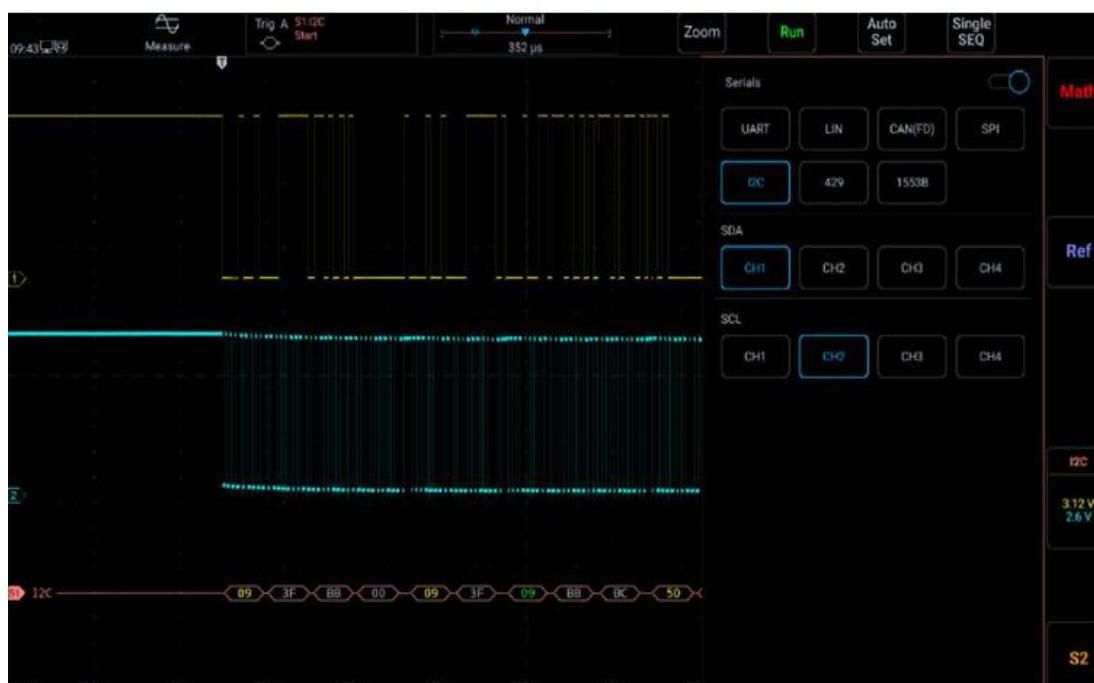 Trig A S1:I2C
Start
Normal
352 µs
Zoom
Run
Auto
Set
Single
SEQ
09:43
Measure
T
Serials
Math
UART
LIN
CAN(FD)
SPI
I2C
429
1553B
SDA
CH1
CH2
CH3
CH4
Ref
1
SCL
CH1
CH2
CH3
CH4
2
I2C
3.12 V
2.6 V
S1 I2C
09
3F
BB
00
09
3F
09
BB
BC
50
S2